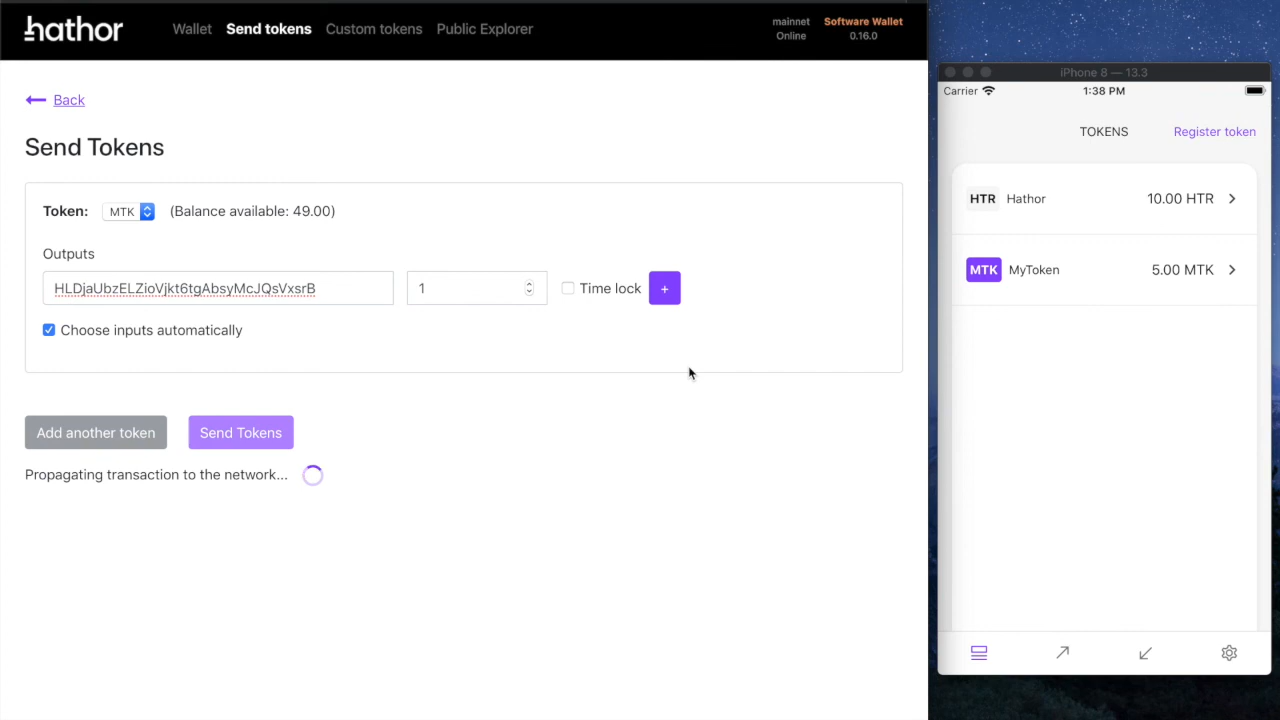 hathor
Wallet Send tokens Custom tokens Public Explorer
mainnet
Online
Software Wallet
0.16.0
Back
Send Tokens
Token: MTK (Balance available: 49.00)
Outputs
HLDjaUbzELZioVjkt6tgAbsyMcJQsVxsrB 1 Time lock +
Choose inputs automatically
Add another token Send Tokens
Propagating transaction to the network...
iPhone 8 — 13.3
Carrier 1:38 PM
TOKENS Register token
HTR Hathor 10.00 HTR
MTK MyToken 5.00 MTK